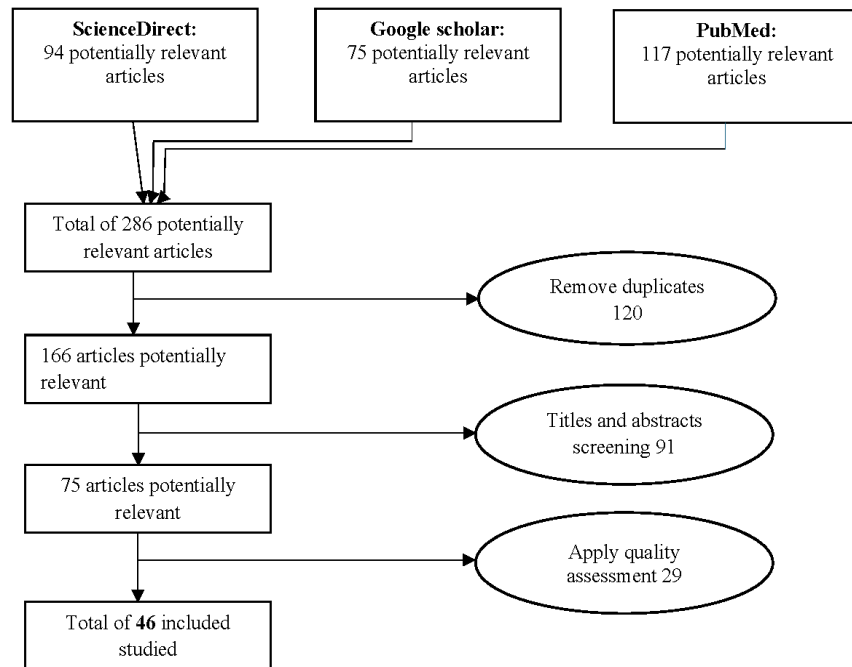 ScienceDirect:
94 potentially relevant
articles
Google scholar:
75 potentially relevant
articles
PubMed:
117 potentially relevant
articles
Total of 286 potentially
relevant articles
Remove duplicates
120
166 articles potentially
relevant
Titles and abstracts
screening 91
75 articles potentially
relevant
Apply quality
assessment 29
Total of 46 included
studied